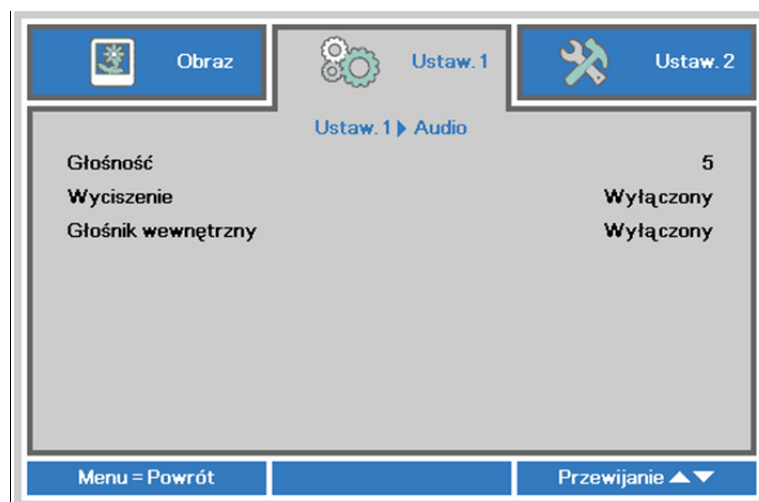 Obraz
Ustaw. 1
Ustaw. 2
Ustaw. 1 Audio
Głośność 5
Wyciszenie Wyłączony
Głośnik wewnętrzny Wyłączony
Menu = Powrót
Przewijanie ▲▼